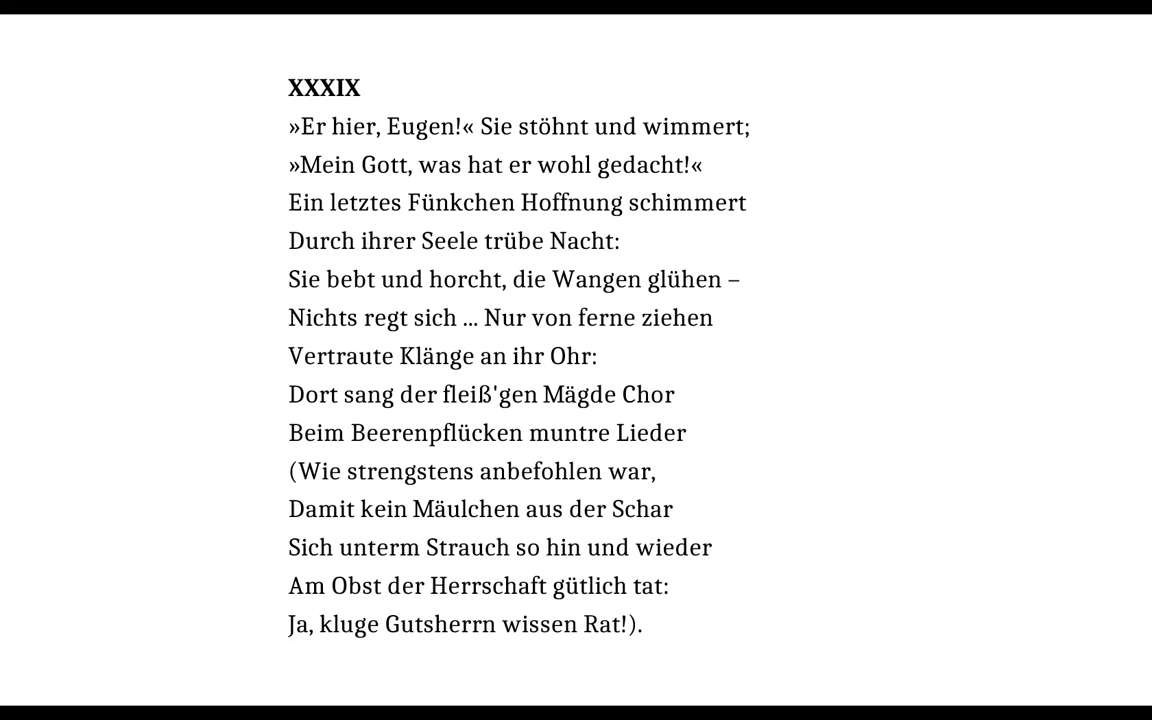 XXXIX
»Er hier, Eugen!« Sie stöhnt und wimmert;
»Mein Gott, was hat er wohl gedacht!«
Ein letztes Fünkchen Hoffnung schimmert
Durch ihrer Seele trübe Nacht:
Sie bebt und horcht, die Wangen glühen –
Nichts regt sich ... Nur von ferne ziehen
Vertraute Klänge an ihr Ohr:
Dort sang der fleiß'gen Mägde Chor
Beim Beerenpflücken muntre Lieder
(Wie strengstens anbefohlen war,
Damit kein Mäulchen aus der Schar
Sich unterm Strauch so hin und wieder
Am Obst der Herrschaft gütlich tat:
Ja, kluge Gutsherrn wissen Rat!).